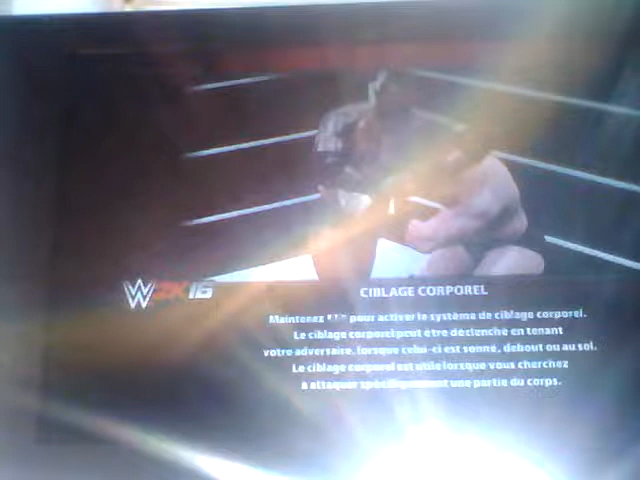 W 2K16
CIBLAGE CORPOREL
Maintenez pour activer le système de ciblage corporel.
Le ciblage corporel peut être déclenché en tenant
votre adversaire, lorsque celui-ci est sonné, debout ou au sol.
Le ciblage corporel est utile lorsque vous cherchez
à attaquer spécifiquement une partie du corps.